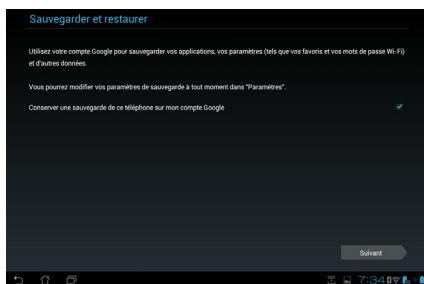 Sauvegarder et restaurer
Utilisez votre compte Google pour sauvegarder vos applications, vos paramètres (tels que vos favoris et vos mots de passe Wi-Fi)
et d'autres données.
Vous pourrez modifier vos paramètres de sauvegarde à tout moment dans "Paramètres".
Conserver une sauvegarde de ce téléphone sur mon compte Google
Suivant
7:34